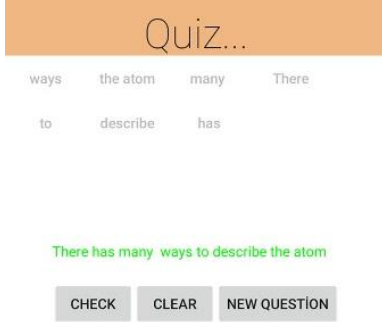 Quiz...
ways the atom many There
to describe has
There has many ways to describe the atom
CHECK CLEAR NEW QUESTİON